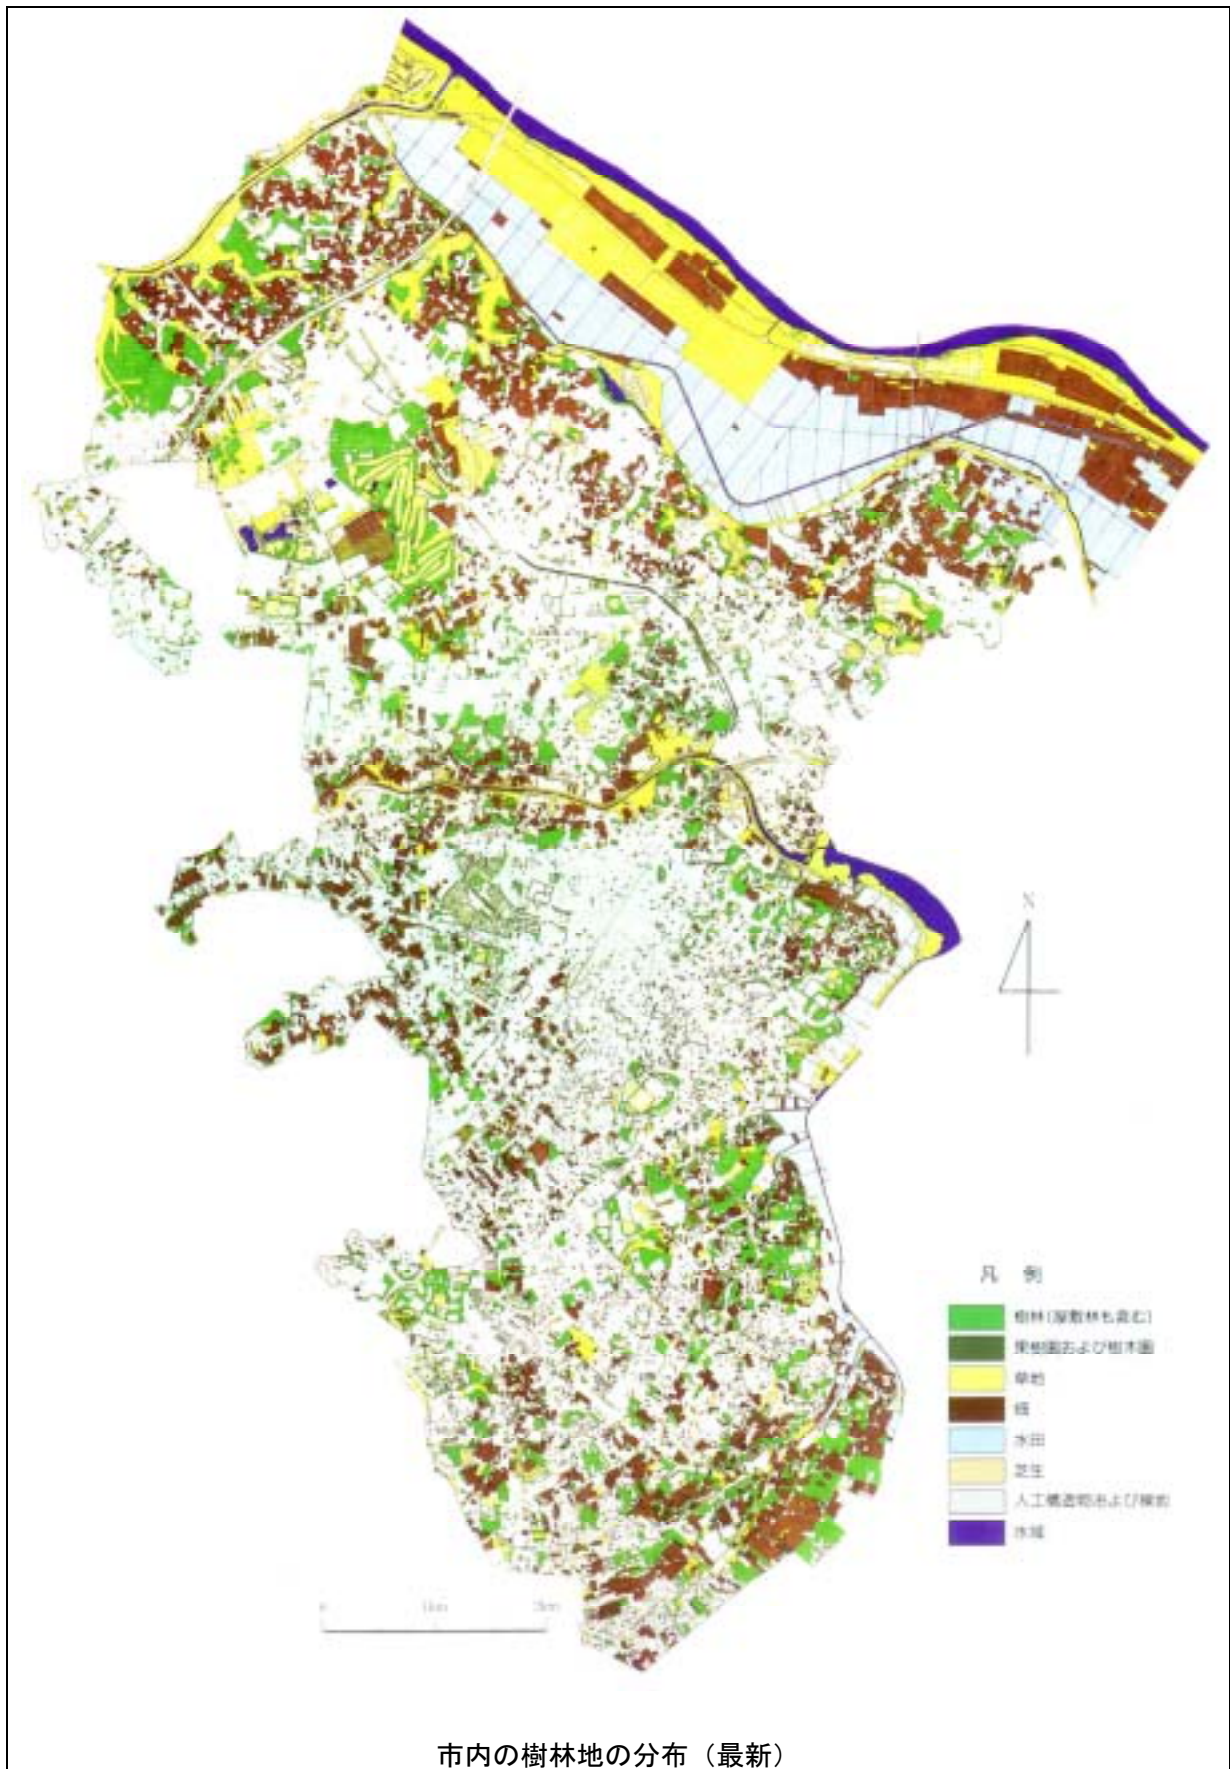 N
凡 例
樹林(屋敷林も含む)
果樹園および樹木園
草地
畑
水田
芝生
人工構造物および裸地
水域
0 1km 2km
市内の樹林地の分布（最新）